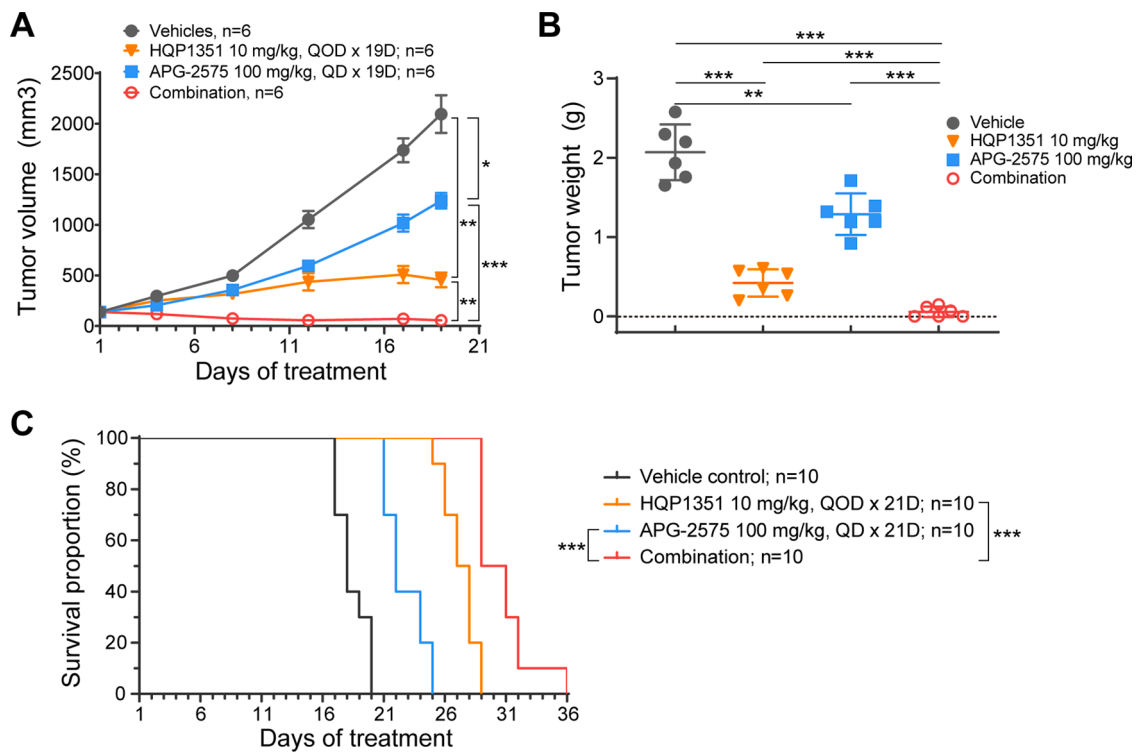 A
Vehicles, n=6
HQP1351 10 mg/kg, QOD x 19D; n=6
APG-2575 100 mg/kg, QD x 19D; n=6
Combination, n=6
Tumor volume (mm3)
2500
2000
1500
1000
500
0
1 6 11 16 21
Days of treatment
*
**
***
**
B
***
***
*** ***
**
Tumor weight (g)
3
2
1
0
Vehicle
HQP1351 10 mg/kg
APG-2575 100 mg/kg
Combination
C
Survival proportion (%)
100
80
60
40
20
0
1 6 11 16 21 26 31 36
Days of treatment
Vehicle control; n=10
HQP1351 10 mg/kg, QOD x 21D; n=10
APG-2575 100 mg/kg, QD x 21D; n=10
Combination; n=10
*** ***